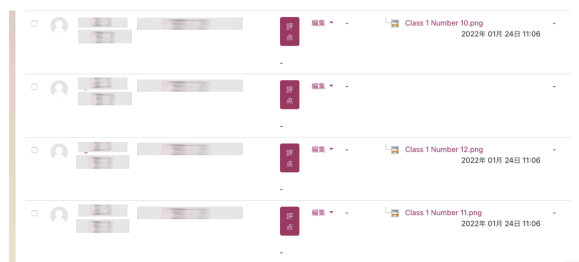 評点 編集 - Class 1 Number 10.png -
2022年 01月 24日 11:06
-
評点 編集 - -
-
評点 編集 - Class 1 Number 12.png -
2022年 01月 24日 11:06
-
評点 編集 - Class 1 Number 11.png -
2022年 01月 24日 11:06
-